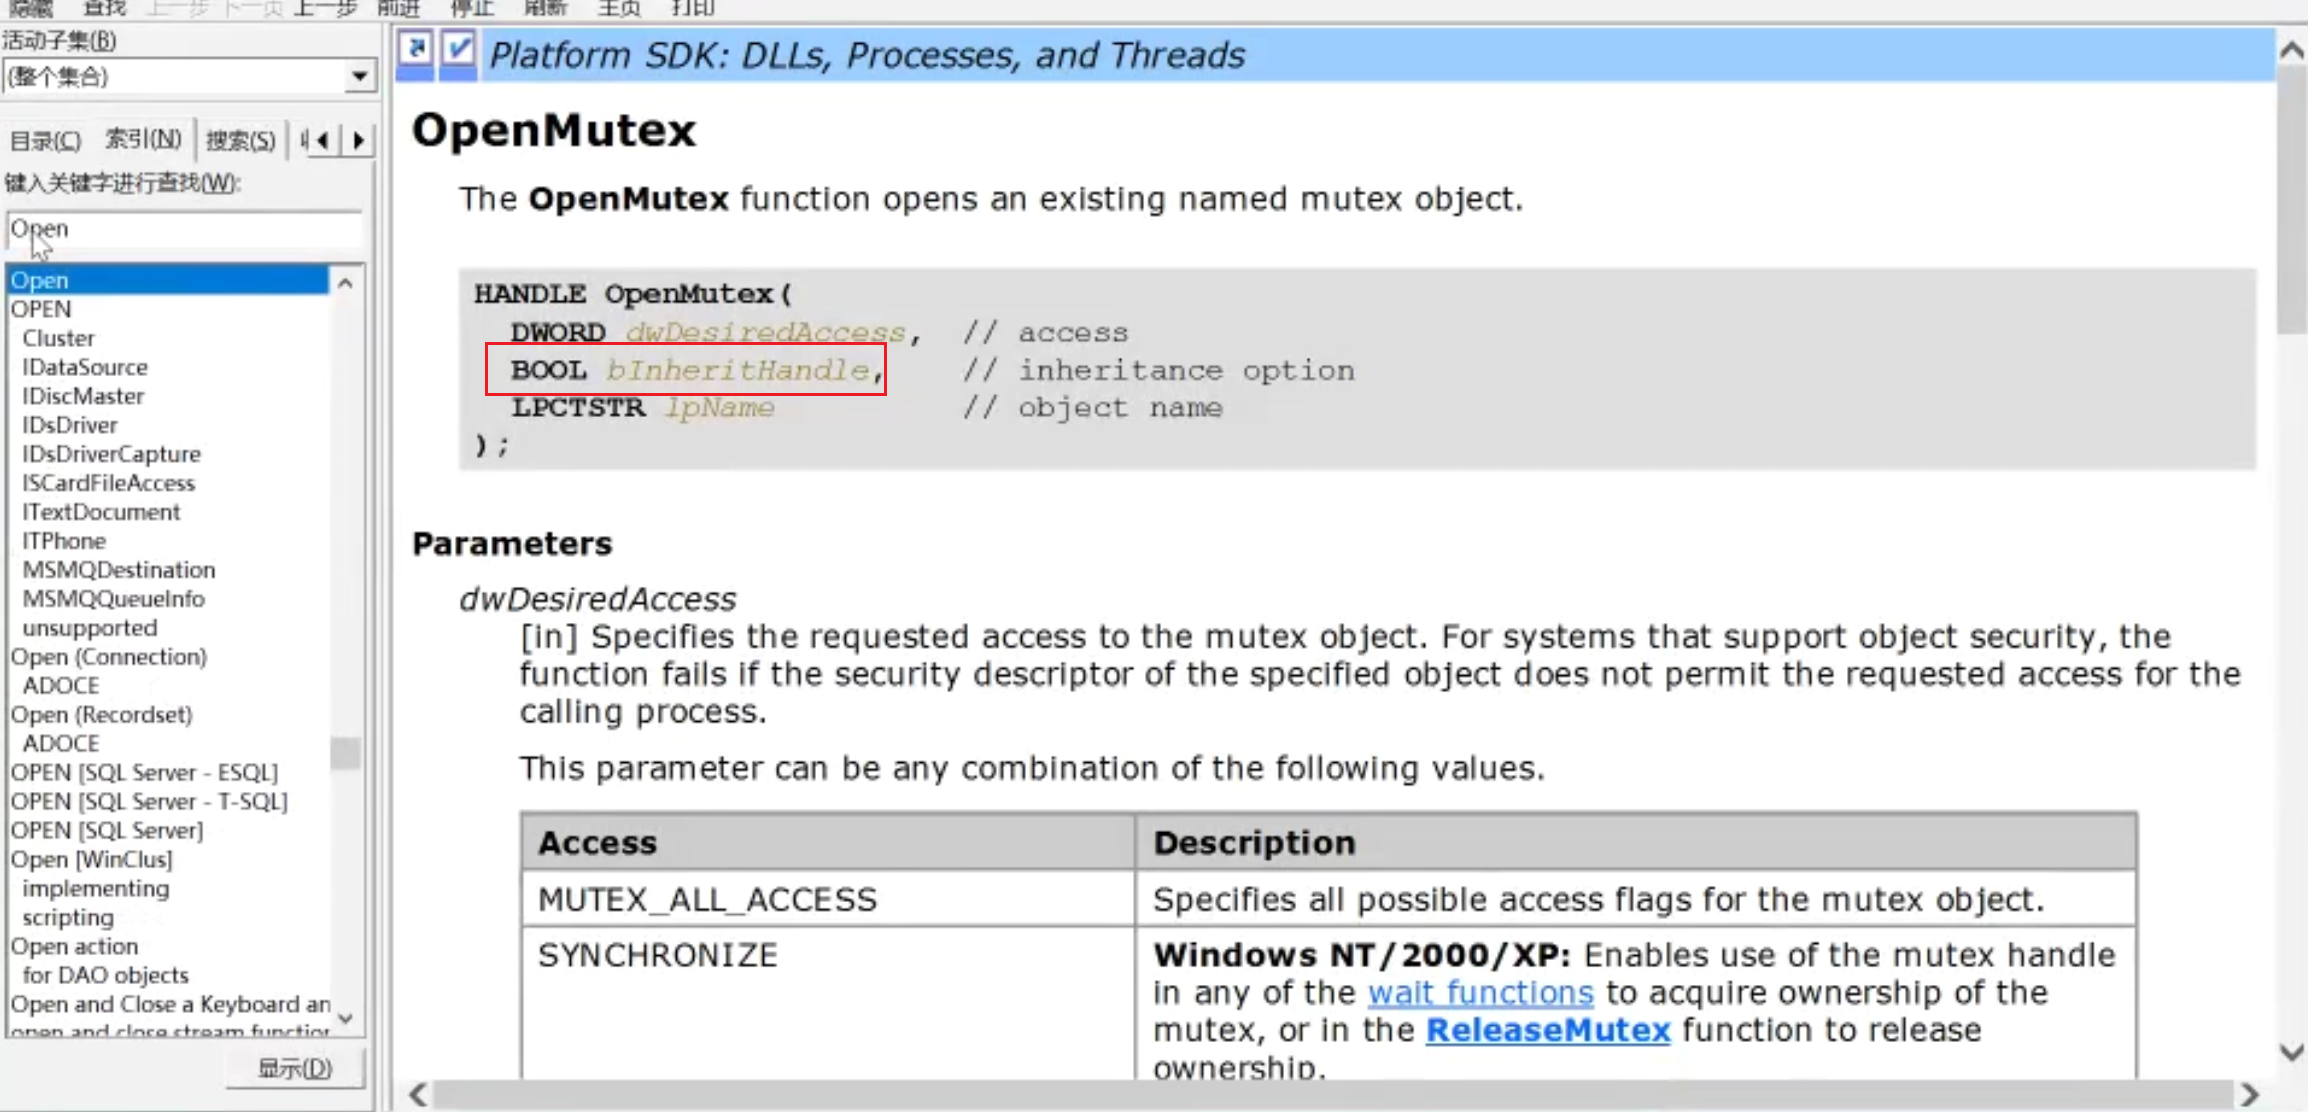 隐藏 查找 上一步 下一页 上一步 前进 停止 刷新 主页 打印
活动子集(B)
(整个集合)
目录(C) 索引(N) 搜索(S)
键入关键字进行查找(W):
Open
Open
OPEN
Cluster
IDataSource
IDiscMaster
IDsDriver
IDsDriverCapture
ISCardFileAccess
ITextDocument
ITPhone
MSMQDestination
MSMQQueueInfo
unsupported
Open (Connection)
ADOCE
Open (Recordset)
ADOCE
OPEN [SQL Server - ESQL]
OPEN [SQL Server - T-SQL]
OPEN [SQL Server]
Open [WinClus]
implementing
scripting
Open action
for DAO objects
Open and Close a Keyboard an
open and close stream function
显示(D)
Platform SDK: DLLs, Processes, and Threads
OpenMutex
The OpenMutex function opens an existing named mutex object.
HANDLE OpenMutex(
DWORD dwDesiredAccess, // access
BOOL bInheritHandle, // inheritance option
LPCTSTR lpName // object name
);
Parameters
dwDesiredAccess
[in] Specifies the requested access to the mutex object. For systems that support object security, the
function fails if the security descriptor of the specified object does not permit the requested access for the
calling process.
This parameter can be any combination of the following values.
Access Description
MUTEX_ALL_ACCESS Specifies all possible access flags for the mutex object.
SYNCHRONIZE Windows NT/2000/XP: Enables use of the mutex handle
in any of the wait functions to acquire ownership of the
mutex, or in the ReleaseMutex function to release
ownership.